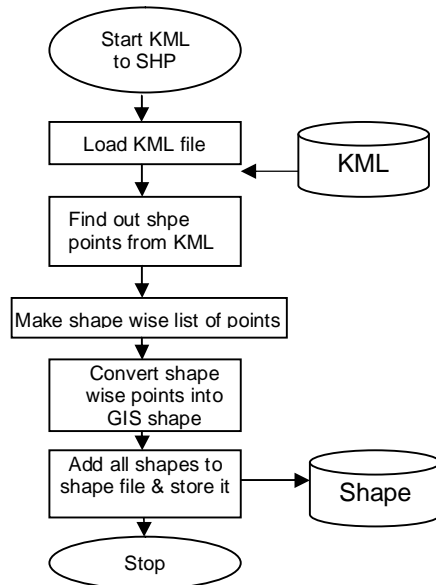 Start KML
to SHP
Load KML file
KML
Find out shpe
points from KML
Make shape wise list of points
Convert shape
wise points into
GIS shape
Add all shapes to
shape file & store it
Shape
Stop